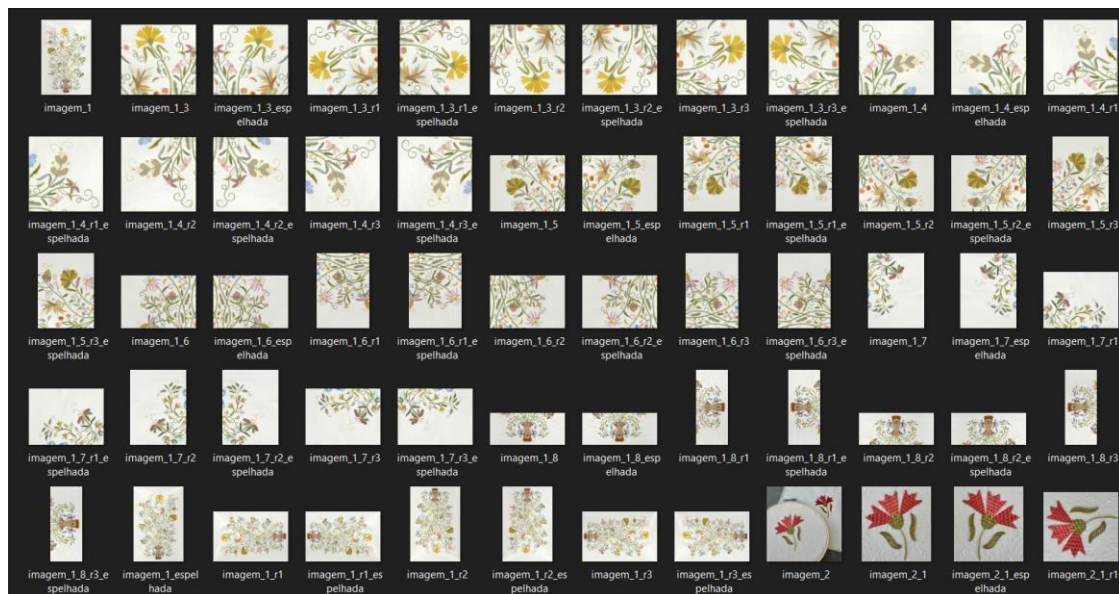 imagem_1
imagem_1_3
imagem_1_3_esp
elhada
imagem_1_3_r1
imagem_1_3_r1_e
spelhada
imagem_1_3_r2
imagem_1_3_r2_e
spelhada
imagem_1_3_r3
imagem_1_3_r3_e
spelhada
imagem_1_4
imagem_1_4_esp
elhada
imagem_1_4_r1
imagem_1_4_r1_e
spelhada
imagem_1_4_r2
imagem_1_4_r2_e
spelhada
imagem_1_4_r3
imagem_1_4_r3_e
spelhada
imagem_1_5
imagem_1_5_esp
elhada
imagem_1_5_r1
imagem_1_5_r1_e
spelhada
imagem_1_5_r2
imagem_1_5_r2_e
spelhada
imagem_1_5_r3
imagem_1_5_r3_e
spelhada
imagem_1_6
imagem_1_6_esp
elhada
imagem_1_6_r1
imagem_1_6_r1_e
spelhada
imagem_1_6_r2
imagem_1_6_r2_e
spelhada
imagem_1_6_r3
imagem_1_6_r3_e
spelhada
imagem_1_7
imagem_1_7_esp
elhada
imagem_1_7_r1
imagem_1_7_r1_e
spelhada
imagem_1_7_r2
imagem_1_7_r2_e
spelhada
imagem_1_7_r3
imagem_1_7_r3_e
spelhada
imagem_1_8
imagem_1_8_esp
elhada
imagem_1_8_r1
imagem_1_8_r1_e
spelhada
imagem_1_8_r2
imagem_1_8_r2_e
spelhada
imagem_1_8_r3
imagem_1_8_r3_e
spelhada
imagem_1_espel
hada
imagem_1_r1
imagem_1_r1_es
pelhada
imagem_1_r2
imagem_1_r2_es
pelhada
imagem_1_r3
imagem_1_r3_es
pelhada
imagem_2
imagem_2_1
imagem_2_1_esp
elhada
imagem_2_1_r1